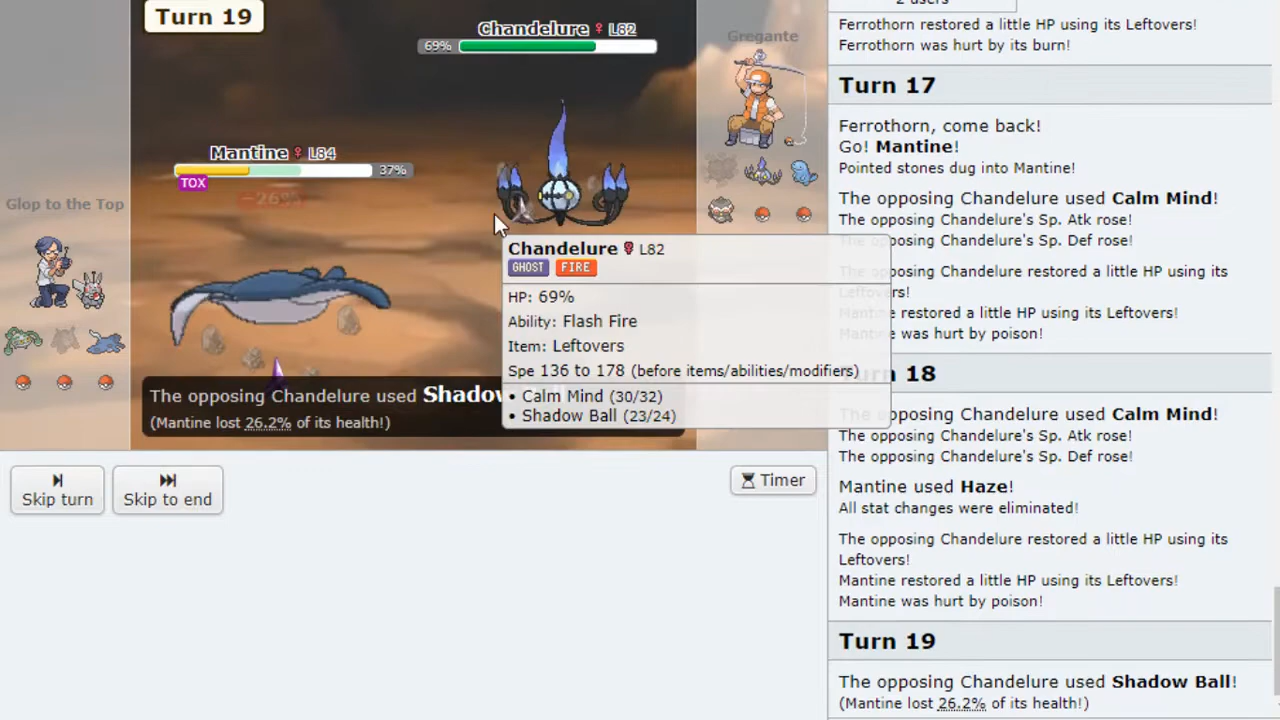 Turn 19
Chandelure L82
69%
Mantine L84
37%
TOX
-26%
Glop to the Top
Gregante
Chandelure L82
GHOST FIRE
HP: 69%
Ability: Flash Fire
Item: Leftovers
Spe 136 to 178 (before items/abilities/modifiers)
• Calm Mind (30/32)
• Shadow Ball (23/24)
The opposing Chandelure used Shadow
(Mantine lost 26.2% of its health!)
Skip turn
Skip to end
Timer
2 users
Ferrothorn restored a little HP using its Leftovers!
Ferrothorn was hurt by its burn!
Turn 17
Ferrothorn, come back!
Go! Mantine!
Pointed stones dug into Mantine!
The opposing Chandelure used Calm Mind!
The opposing Chandelure's Sp. Atk rose!
The opposing Chandelure's Sp. Def rose!
The opposing Chandelure restored a little HP using its
Leftovers!
Mantine restored a little HP using its Leftovers!
Mantine was hurt by poison!
Turn 18
The opposing Chandelure used Calm Mind!
The opposing Chandelure's Sp. Atk rose!
The opposing Chandelure's Sp. Def rose!
Mantine used Haze!
All stat changes were eliminated!
The opposing Chandelure restored a little HP using its
Leftovers!
Mantine restored a little HP using its Leftovers!
Mantine was hurt by poison!
Turn 19
The opposing Chandelure used Shadow Ball!
(Mantine lost 26.2% of its health!)